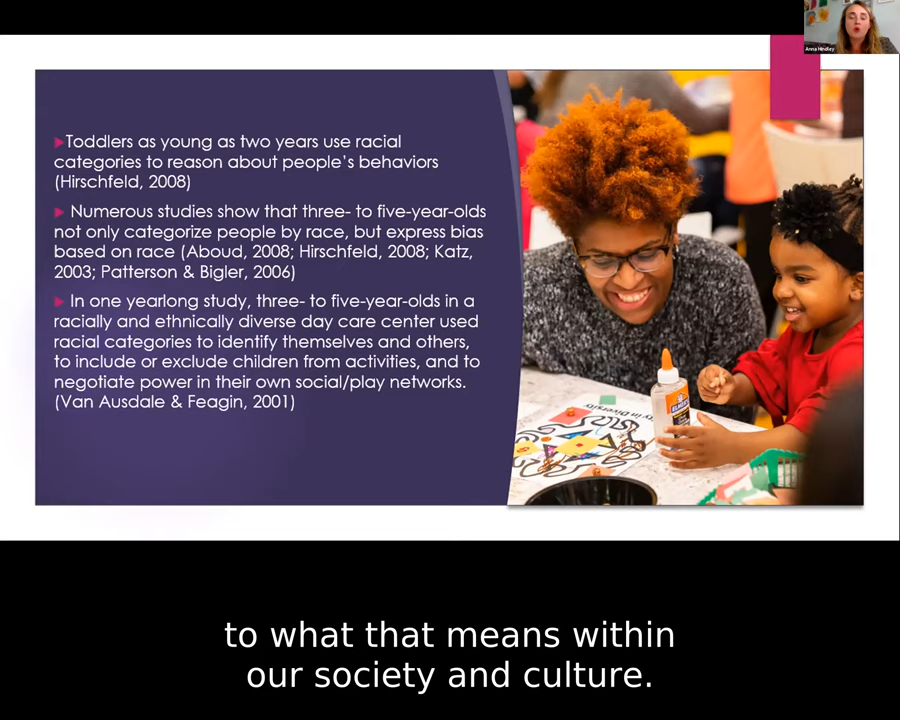 Anna Hindley
▶Toddlers as young as two years use racial
categories to reason about people's behaviors
(Hirschfeld, 2008)
▶ Numerous studies show that three- to five-year-olds
not only categorize people by race, but express bias
based on race (Aboud, 2008; Hirschfeld, 2008; Katz,
2003; Patterson & Bigler, 2006)
▶ In one yearlong study, three- to five-year-olds in a
racially and ethnically diverse day care center used
racial categories to identify themselves and others,
to include or exclude children from activities, and to
negotiate power in their own social/play networks.
(Van Ausdale & Feagin, 2001)
ELMER'S
in Diversity
to what that means within
our society and culture.